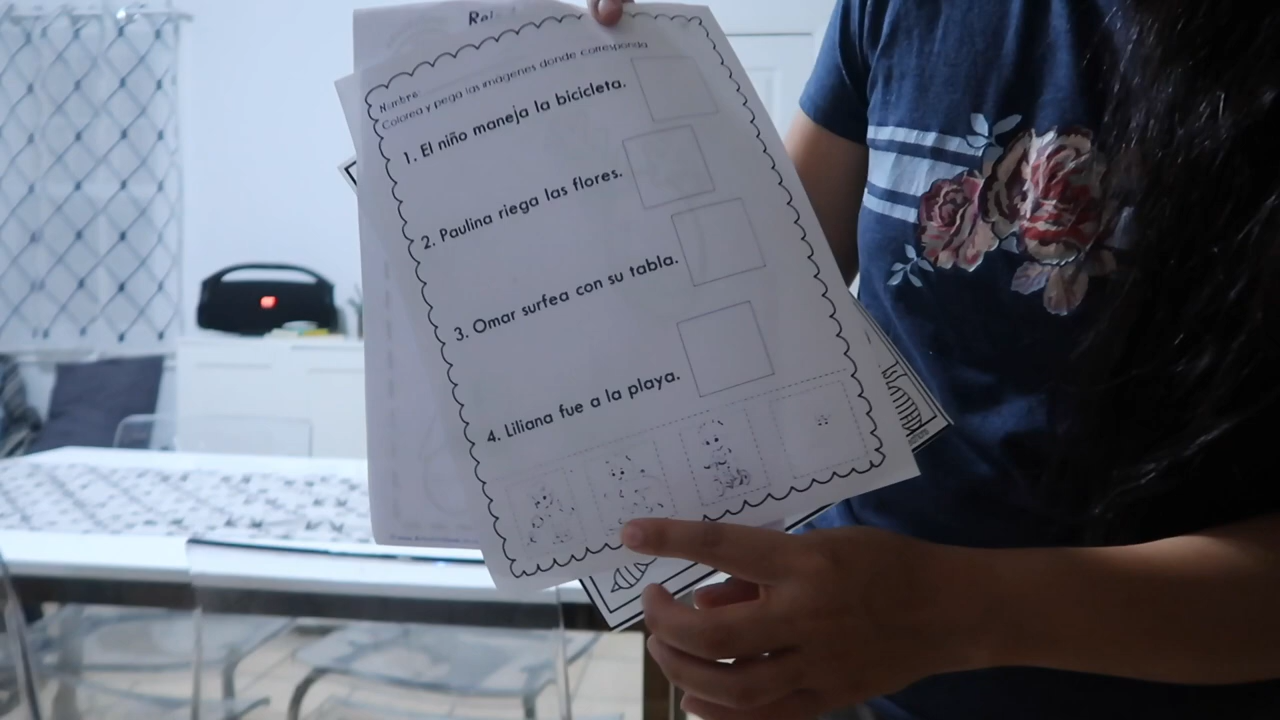 Nombre:
Colorea y pega las imágenes donde corresponda
1. El niño maneja la bicicleta.
2. Paulina riega las flores.
3. Omar surfea con su tabla.
4. Liliana fue a la playa.